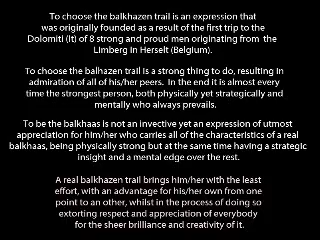 To choose the balkhazen trail is an expression that
was originally founded as a result of the first trip to the
Dolomiti (It) of 8 strong and proud men originating from the
Limberg in Herselt (Belgium).
To choose the balhazen trail is a strong thing to do, resulting in
admiration of all of his/her peers. In the end it is almost every
time the strongest person, both physically yet strategically and
mentally who always prevails.
To be the balkhaas is not an invective yet an expression of utmost
appreciation for him/her who carries all of the characteristics of a real
balkhaas, being physically strong but at the same time having a strategic
insight and a mental edge over the rest.
A real balkhazen trail brings him/her with the least
effort, with an advantage for his/her own from one
point to an other, whilst in the process of doing so
extorting respect and appreciation of everybody
for the sheer brilliance and creativity of it.